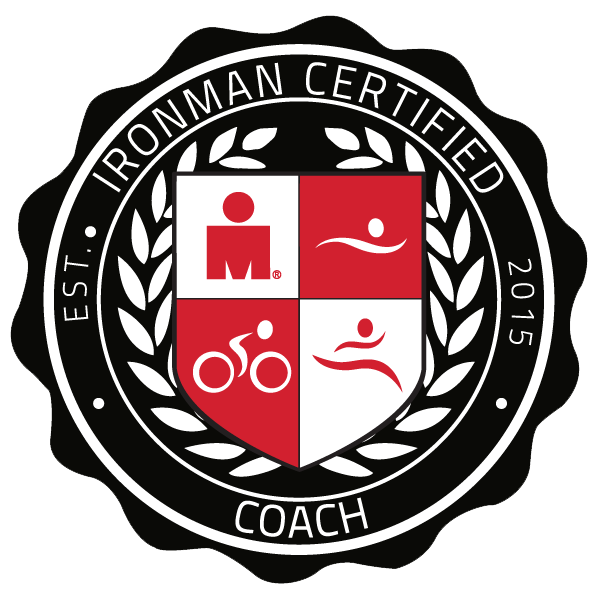 IRONMAN CERTIFIED
EST.
2015
M®
COACH